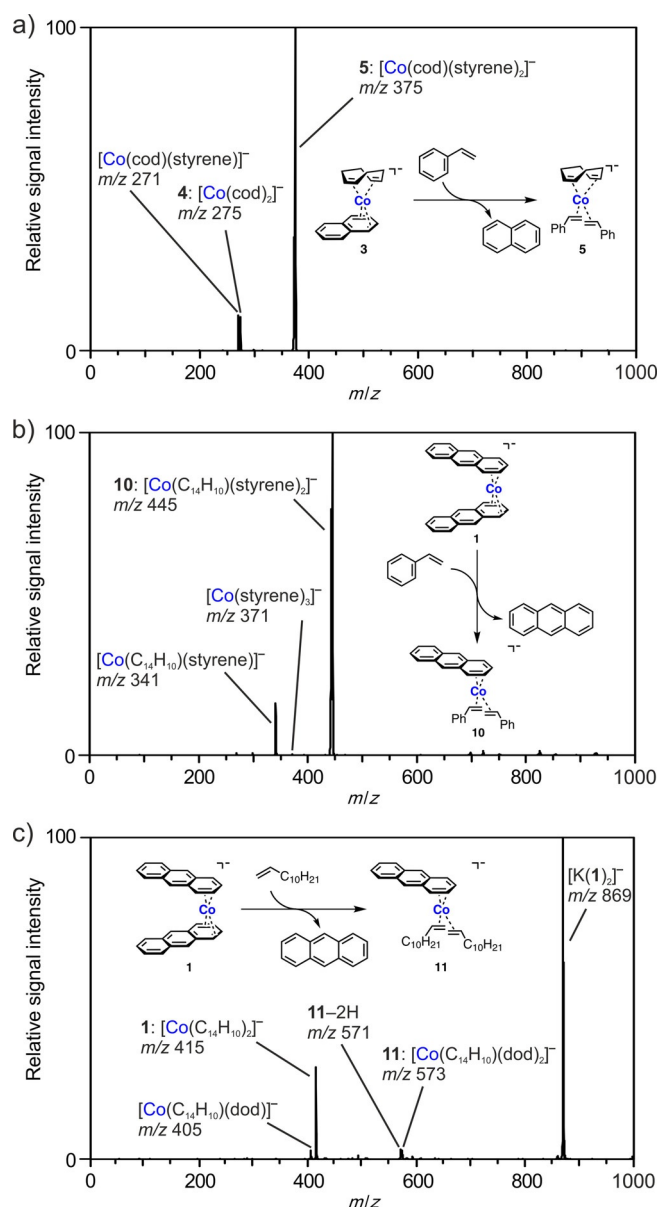 a)
100
Relative signal intensity
0
5: [Co(cod)(styrene)₂]⁻
m/z 375
[Co(cod)(styrene)]⁻
m/z 271
4: [Co(cod)₂]⁻
m/z 275
⁻
Co
3
⁻
Co
Ph
Ph
5
0 200 400 600 800 1000
m/z
b)
100
Relative signal intensity
0
10: [Co(C₁₄H₁₀)(styrene)₂]⁻
m/z 445
[Co(styrene)₃]⁻
m/z 371
[Co(C₁₄H₁₀)(styrene)]⁻
m/z 341
⁻
Co
1
⁻
Co
Ph
Ph
10
0 200 400 600 800 1000
m/z
c)
100
Relative signal intensity
0
⁻
Co
1
C₁₀H₂₁
⁻
Co
C₁₀H₂₁
C₁₀H₂₁
11
[K(1)₂]⁻
m/z 869
1: [Co(C₁₄H₁₀)₂]⁻
m/z 415
11–2H
m/z 571
11: [Co(C₁₄H₁₀)(dod)₂]⁻
m/z 573
[Co(C₁₄H₁₀)(dod)]⁻
m/z 405
0 200 400 600 800 1000
m/z